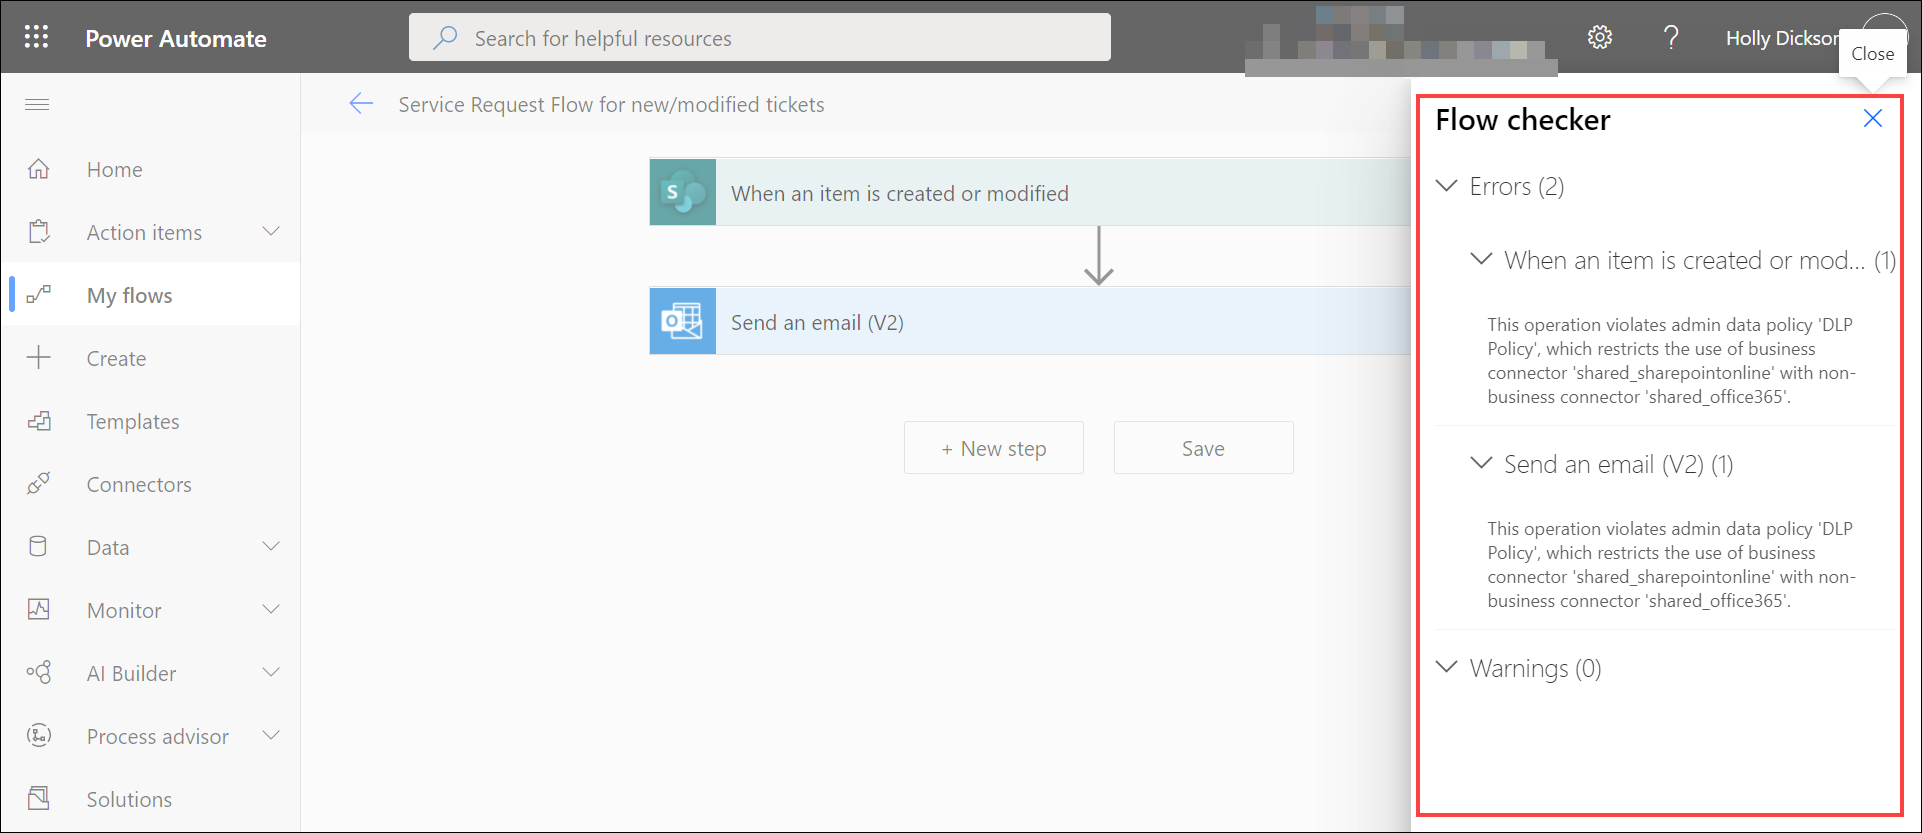 Power Automate
Search for helpful resources
Holly Dickson
Close
Service Request Flow for new/modified tickets
Home
Action items
My flows
Create
Templates
Connectors
Data
Monitor
AI Builder
Process advisor
Solutions
When an item is created or modified
Send an email (V2)
+ New step
Save
Flow checker
Errors (2)
When an item is created or mod... (1)
This operation violates admin data policy 'DLP
Policy', which restricts the use of business
connector 'shared_sharepointonline' with non-
business connector 'shared_office365'.
Send an email (V2) (1)
This operation violates admin data policy 'DLP
Policy', which restricts the use of business
connector 'shared_sharepointonline' with non-
business connector 'shared_office365'.
Warnings (0)